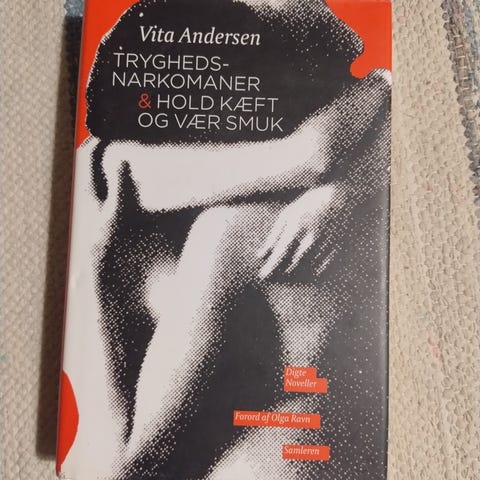 Vita Andersen
TRYGHEDS-
NARKOMANER
& HOLD KÆFT
OG VÆR SMUK
Digte
Noveller
Forord af Olga Ravn
Samleren